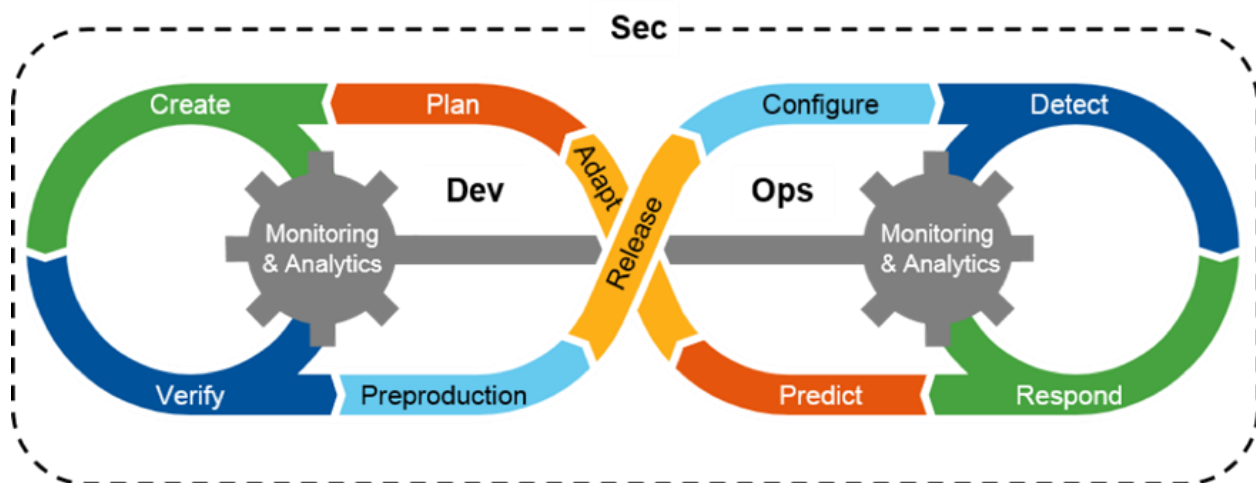 Sec
Create
Plan
Configure
Detect
Adapt
Dev
Release
Ops
Monitoring
& Analytics
Monitoring
& Analytics
Verify
Preproduction
Predict
Respond